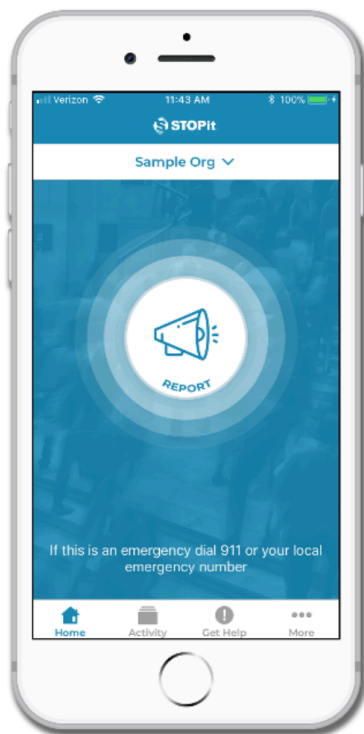 Verizon 11:43 AM 100%
STOPit
Sample Org
REPORT
If this is an emergency dial 911 or your local
emergency number
Home Activity Get Help More